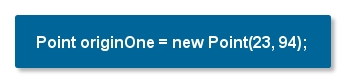 Point originOne = new Point(23, 94);